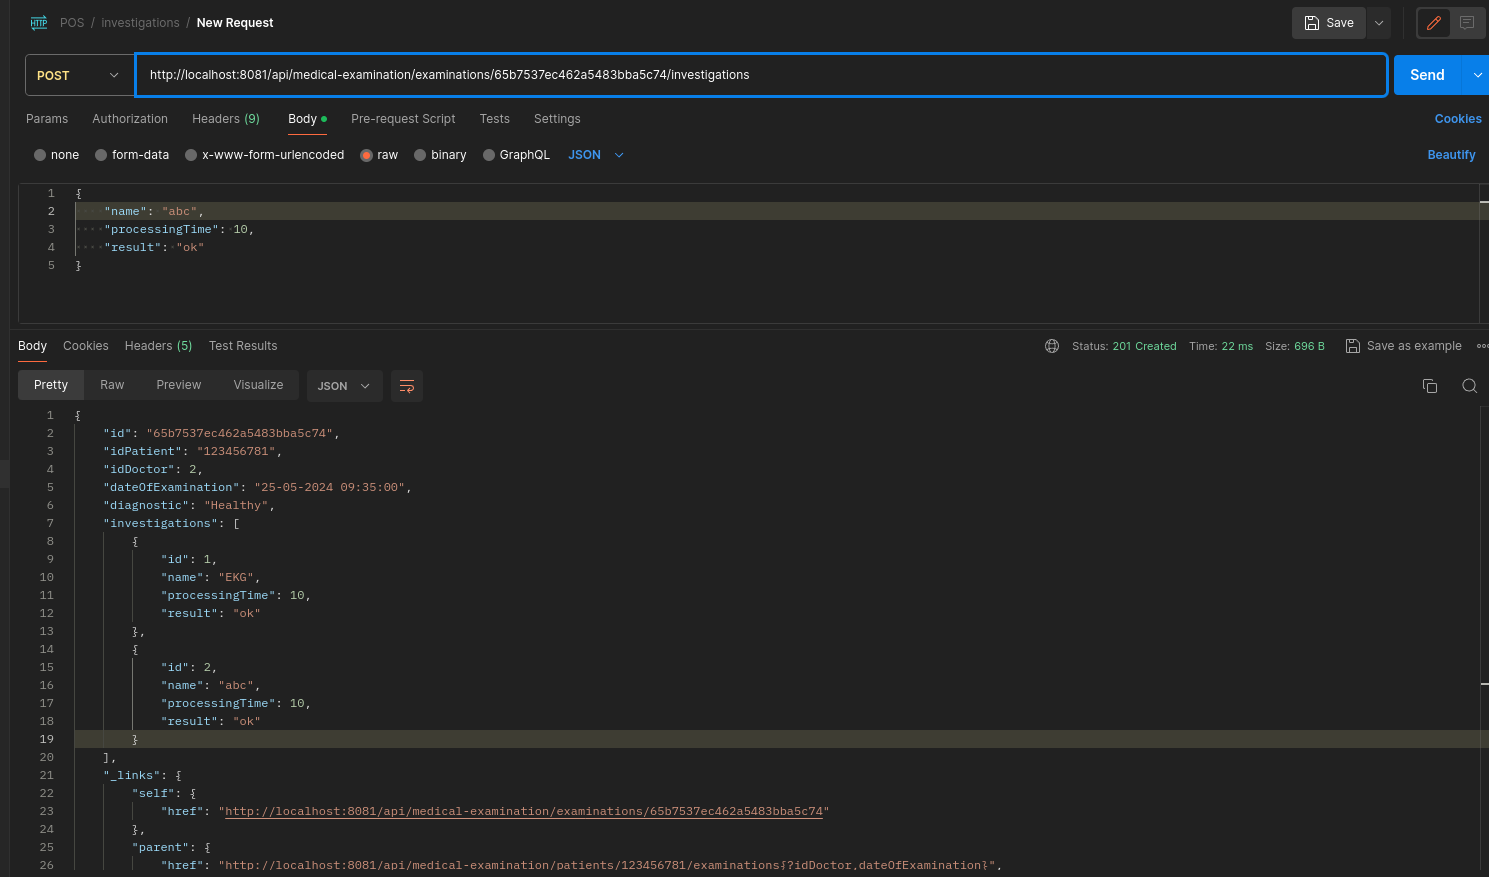 HTTP POS / investigations / New Request Save
POST http://localhost:8081/api/medical-examination/examinations/65b7537ec462a5483bba5c74/investigations Send
Params Authorization Headers (9) Body Pre-request Script Tests Settings Cookies
none form-data x-www-form-urlencoded raw binary GraphQL JSON Beautify
1 {
2 "name": "abc",
3 "processingTime": 10,
4 "result": "ok"
5 }
Body Cookies Headers (5) Test Results Status: 201 Created Time: 22 ms Size: 696 B Save as example
Pretty Raw Preview Visualize JSON
1 {
2 "id": "65b7537ec462a5483bba5c74",
3 "idPatient": "123456781",
4 "idDoctor": 2,
5 "dateOfExamination": "25-05-2024 09:35:00",
6 "diagnostic": "Healthy",
7 "investigations": [
8 {
9 "id": 1,
10 "name": "EKG",
11 "processingTime": 10,
12 "result": "ok"
13 },
14 {
15 "id": 2,
16 "name": "abc",
17 "processingTime": 10,
18 "result": "ok"
19 }
20 ],
21 "_links": {
22 "self": {
23 "href": "http://localhost:8081/api/medical-examination/examinations/65b7537ec462a5483bba5c74"
24 },
25 "parent": {
26 "href": "http://localhost:8081/api/medical-examination/patients/123456781/examinations{?idDoctor,dateOfExamination}",